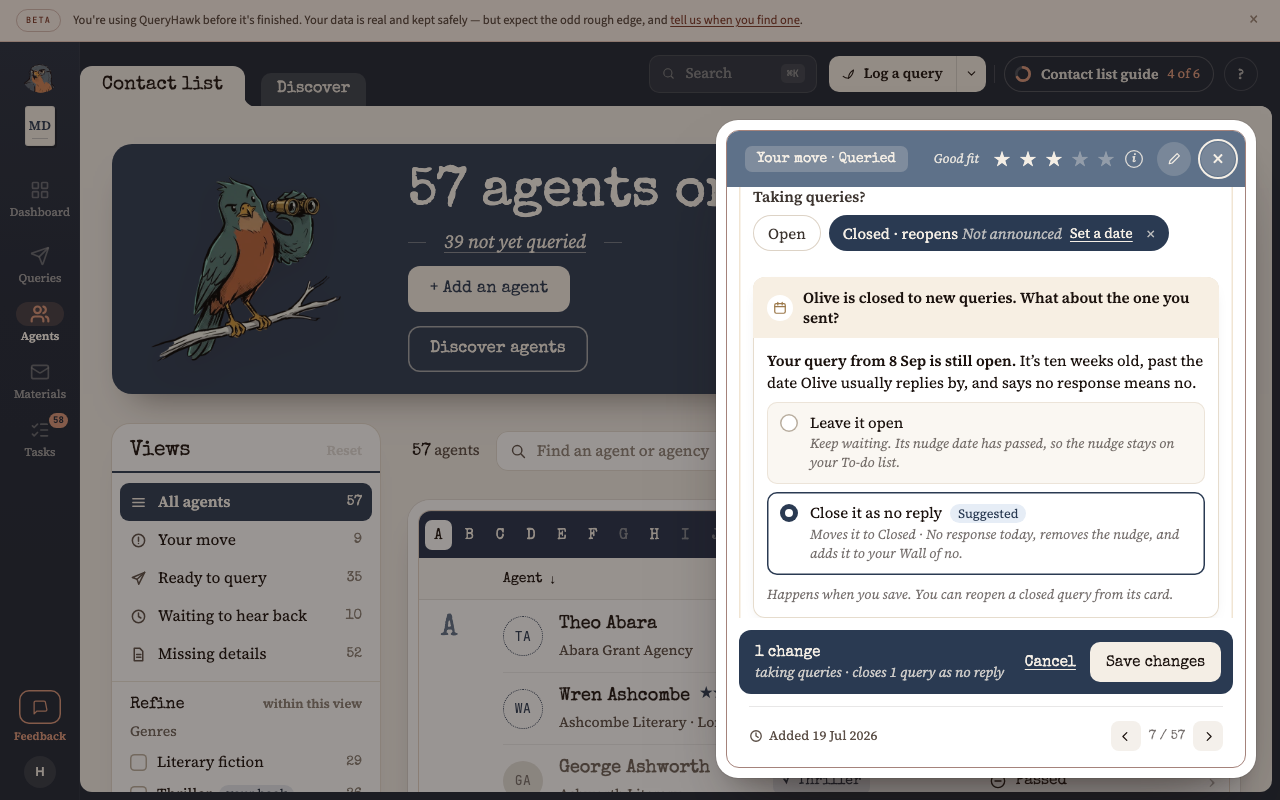 BETA
You're using QueryHawk before it's finished. Your data is real and kept safely — but expect the odd rough edge, and tell us when you find one.
×
Contact list
Discover
Search
⌘K
Log a query
Contact list guide 4 of 6
?
MD
Dashboard
Queries
Agents
Materials
58
Tasks
Feedback
H
57 agents
39 not yet queried
+ Add an agent
Discover agents
Views
Reset
All agents 57
Your move 9
Ready to query 35
Waiting to hear back 10
Missing details 52
Refine
within this view
Genres
Literary fiction 29
57 agents
Find an agent or agency
A B C D E F G H I
Agent ↓
A
TA
Theo Abara
Abara Grant Agency
WA
Wren Ashcombe
Ashcombe Literary
GA
George Ashworth
Thriller
Passed
Your move · Queried
Good fit
Taking queries?
Open
Closed · reopens Not announced Set a date ×
Olive is closed to new queries. What about the one you
sent?
Your query from 8 Sep is still open. It's ten weeks old, past the
date Olive usually replies by, and says no response means no.
Leave it open
Keep waiting. Its nudge date has passed, so the nudge stays on
your To-do list.
Close it as no reply Suggested
Moves it to Closed · No response today, removes the nudge, and
adds it to your Wall of no.
Happens when you save. You can reopen a closed query from its card.
1 change
taking queries · closes 1 query as no reply
Cancel
Save changes
Added 19 Jul 2026
7 / 57